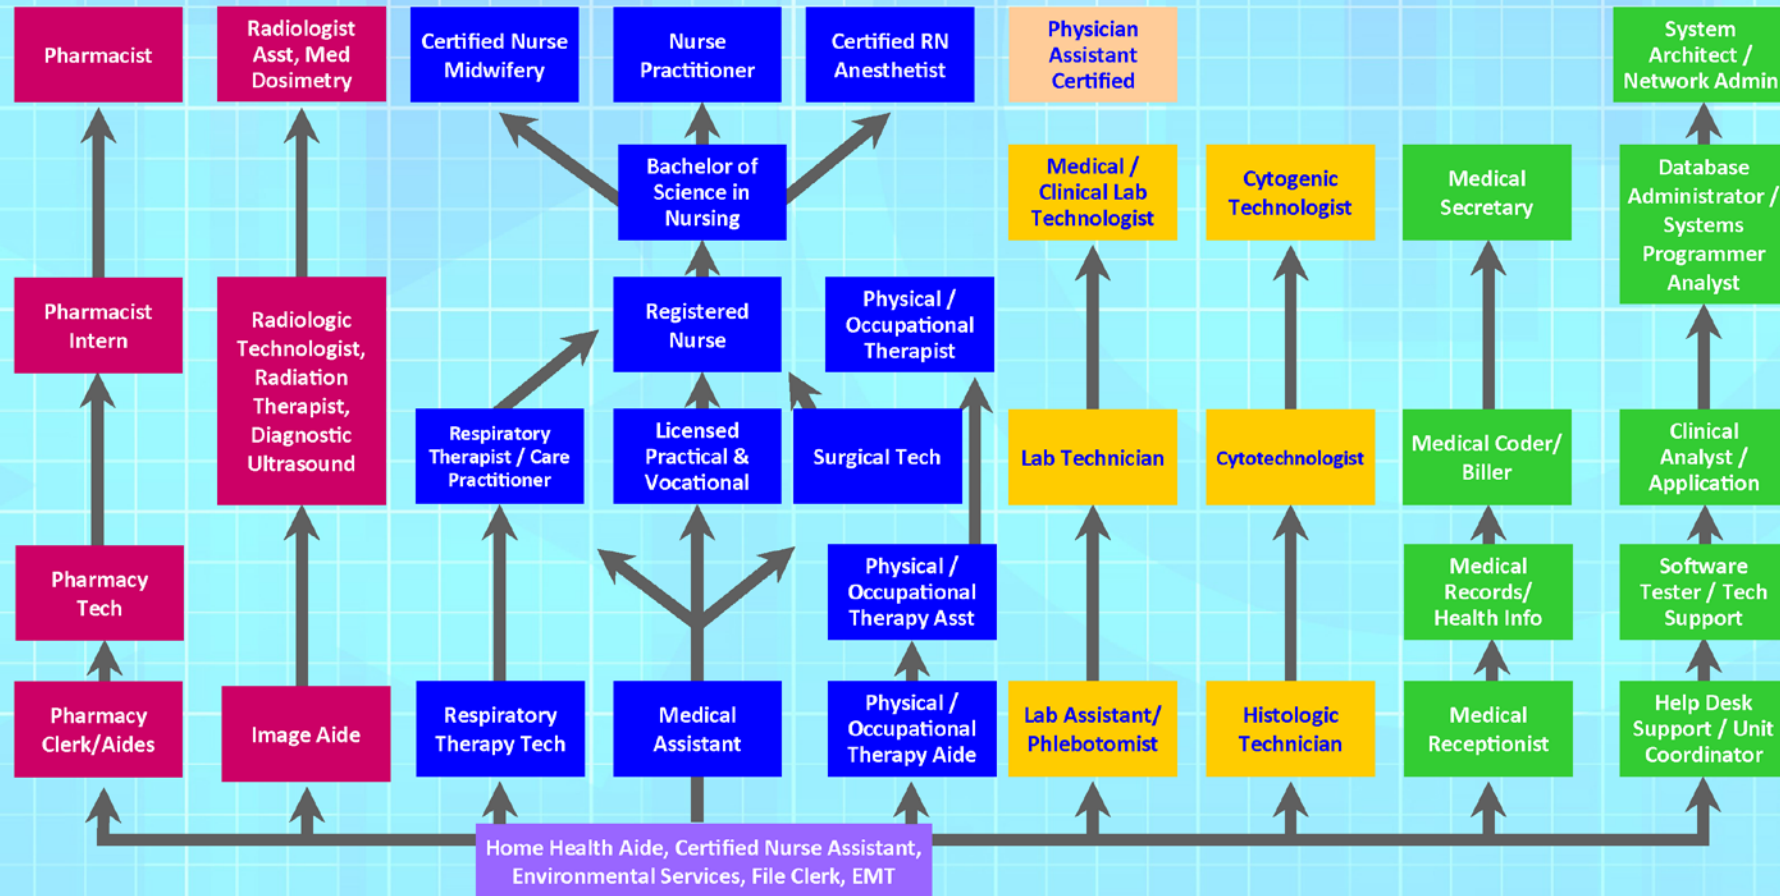 Pharmacist
Radiologist
Asst, Med
Dosimetry
Certified Nurse
Midwifery
Nurse
Practitioner
Certified RN
Anesthetist
Physician
Assistant
Certified
System
Architect /
Network Admin
Bachelor of
Science in
Nursing
Medical /
Clinical Lab
Technologist
Cytogenic
Technologist
Medical
Secretary
Database
Administrator /
Systems
Programmer
Analyst
Pharmacist
Intern
Radiologic
Technologist,
Radiation
Therapist,
Diagnostic
Ultrasound
Registered
Nurse
Physical /
Occupational
Therapist
Respiratory
Therapist / Care
Practitioner
Licensed
Practical &
Vocational
Surgical Tech
Lab Technician
Cytotechnologist
Medical Coder/
Biller
Clinical
Analyst /
Application
Pharmacy
Tech
Physical /
Occupational
Therapy Asst
Medical
Records/
Health Info
Software
Tester / Tech
Support
Pharmacy
Clerk/Aides
Image Aide
Respiratory
Therapy Tech
Medical
Assistant
Physical /
Occupational
Therapy Aide
Lab Assistant/
Phlebotomist
Histologic
Technician
Medical
Receptionist
Help Desk
Support / Unit
Coordinator
Home Health Aide, Certified Nurse Assistant,
Environmental Services, File Clerk, EMT